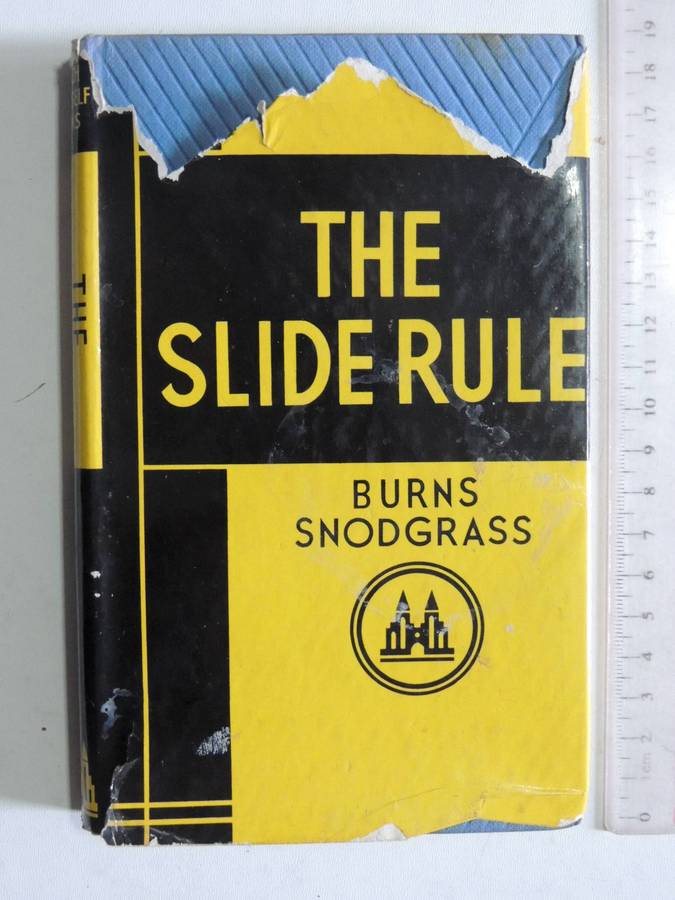 THE
SLIDE RULE
BURNS
SNODGRASS
THE
0 1cm 2 3 4 5 6 7 8 9 10 11 12 13 14 15 16 17 18 19